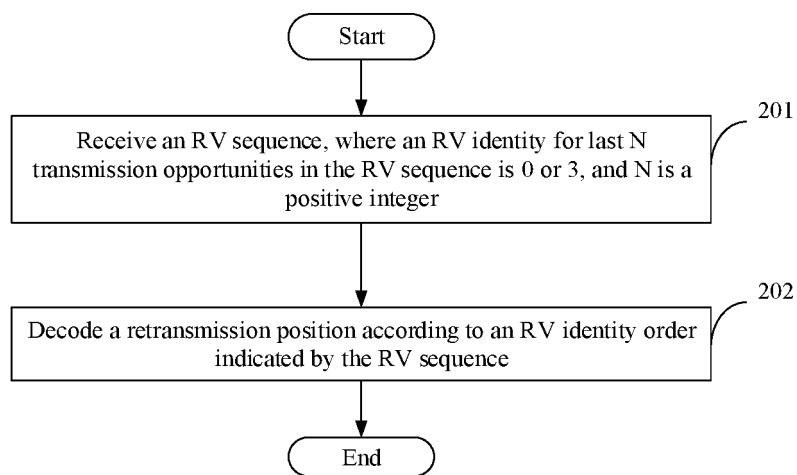 Start
201
Receive an RV sequence, where an RV identity for last N
transmission opportunities in the RV sequence is 0 or 3, and N is a
positive integer
202
Decode a retransmission position according to an RV identity order
indicated by the RV sequence
End